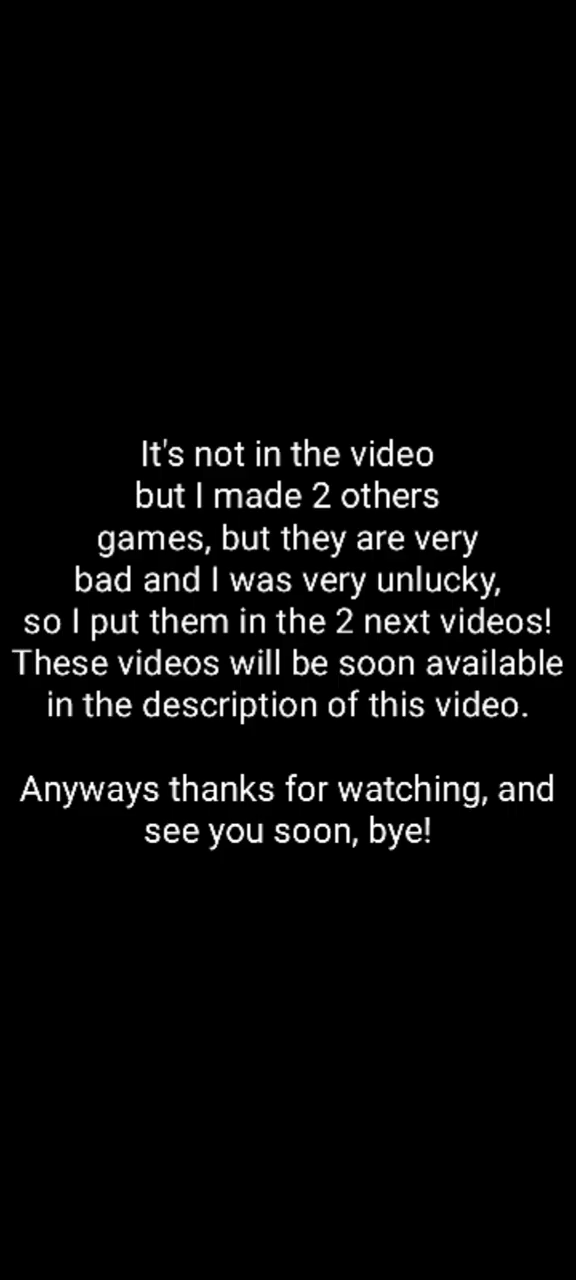 It's not in the video
but I made 2 others
games, but they are very
bad and I was very unlucky,
so I put them in the 2 next videos!
These videos will be soon available
in the description of this video.

Anyways thanks for watching, and
see you soon, bye!